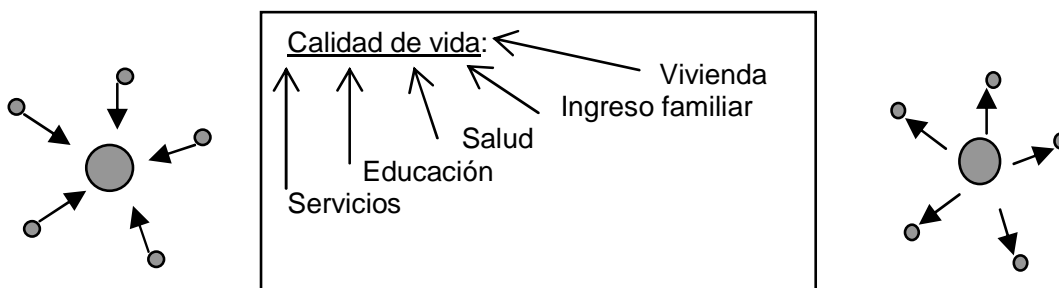 Calidad de vida:
Vivienda
Ingreso familiar
Salud
Educación
Servicios